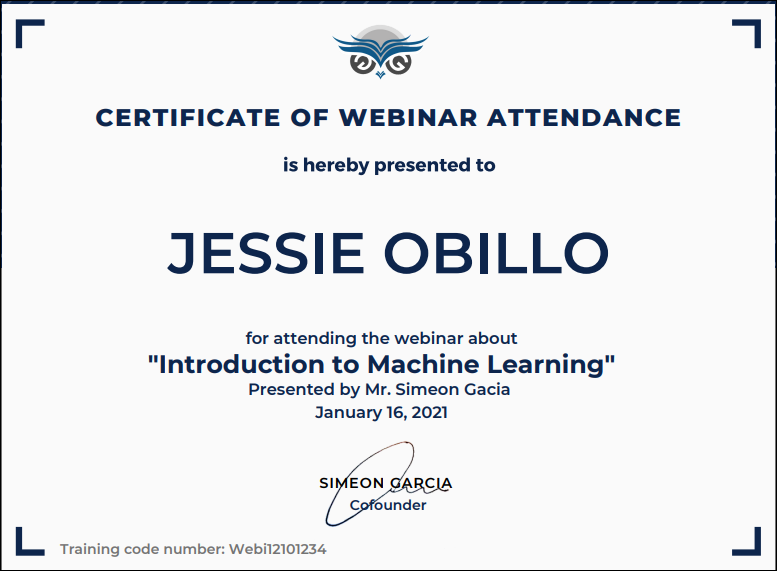 CERTIFICATE OF WEBINAR ATTENDANCE
is hereby presented to
JESSIE OBILLO
for attending the webinar about
"Introduction to Machine Learning"
Presented by Mr. Simeon Gacia
January 16, 2021
SIMEON GARCIA
Cofounder
Training code number: Webi12101234